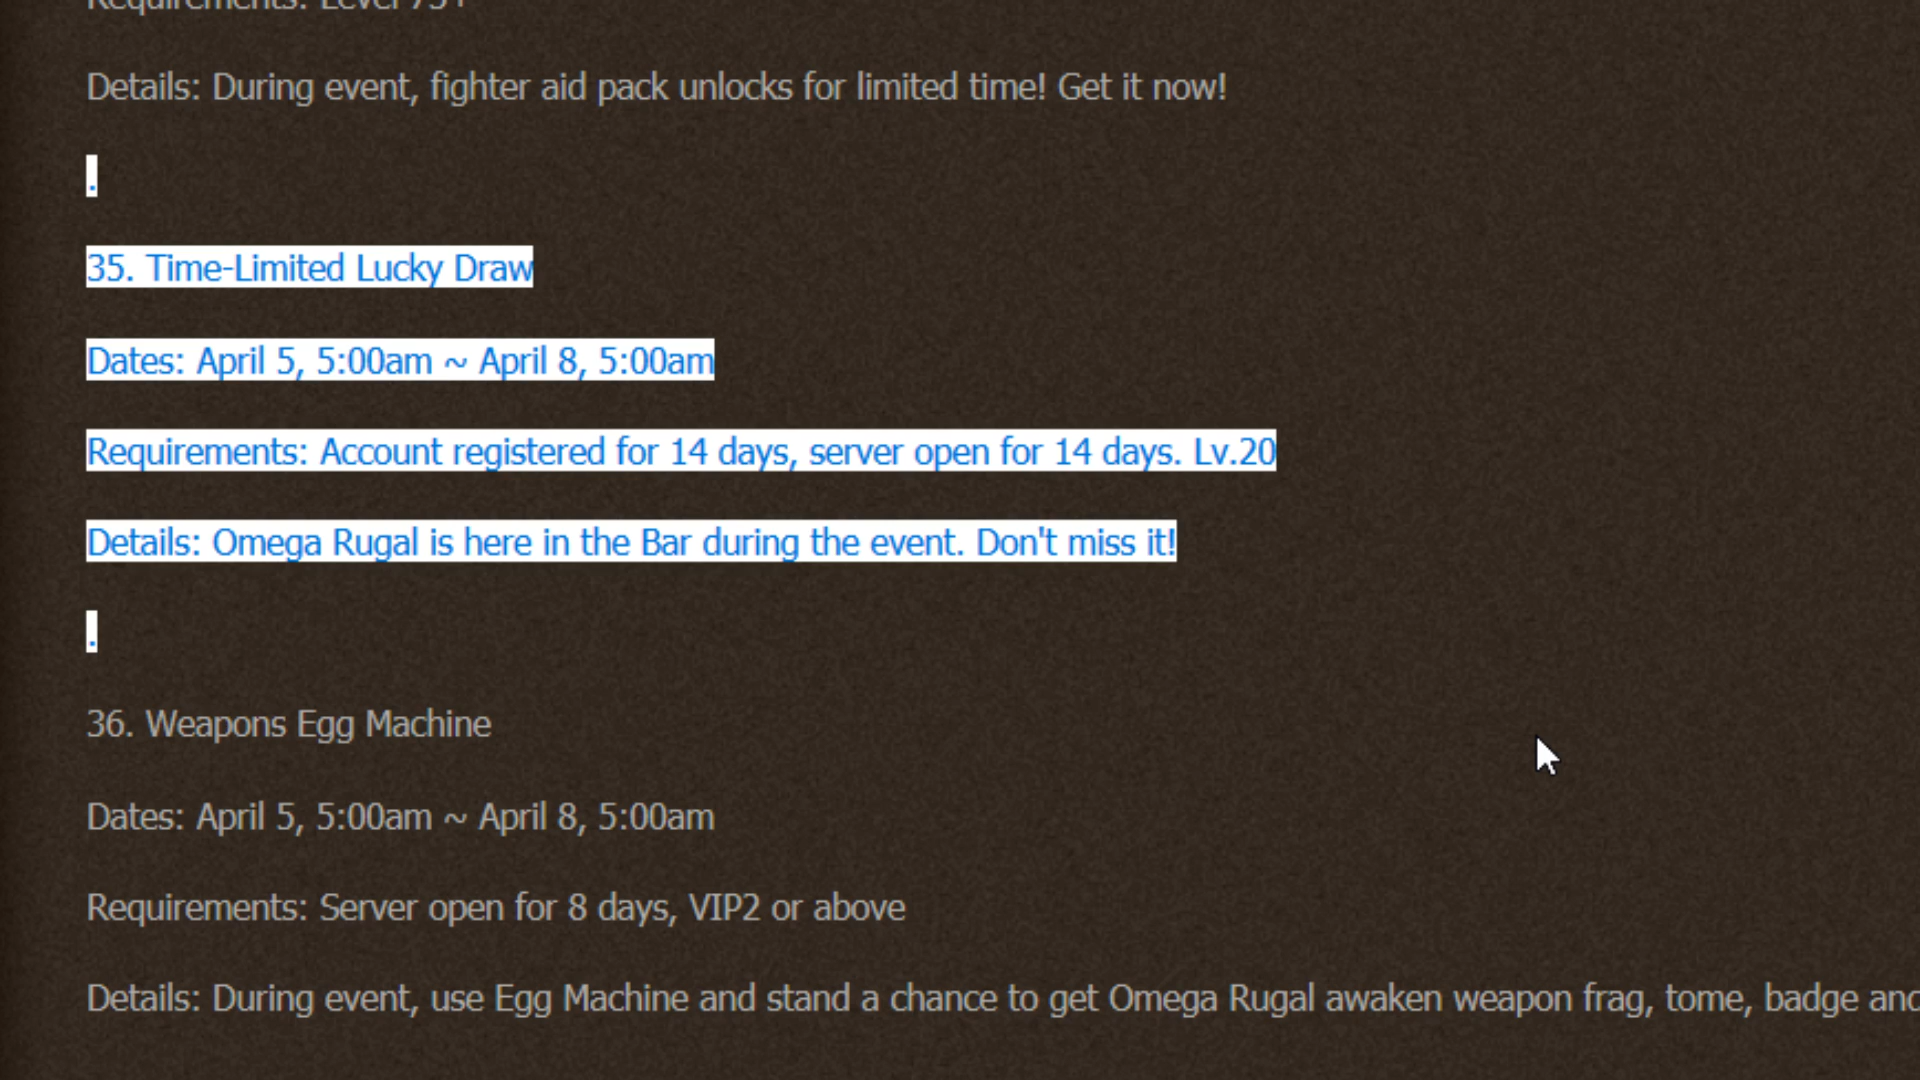 Requirements: Level 75+
Details: During event, fighter aid pack unlocks for limited time! Get it now!
.
35. Time-Limited Lucky Draw
Dates: April 5, 5:00am ~ April 8, 5:00am
Requirements: Account registered for 14 days, server open for 14 days. Lv.20
Details: Omega Rugal is here in the Bar during the event. Don't miss it!
.
36. Weapons Egg Machine
Dates: April 5, 5:00am ~ April 8, 5:00am
Requirements: Server open for 8 days, VIP2 or above
Details: During event, use Egg Machine and stand a chance to get Omega Rugal awaken weapon frag, tome, badge and